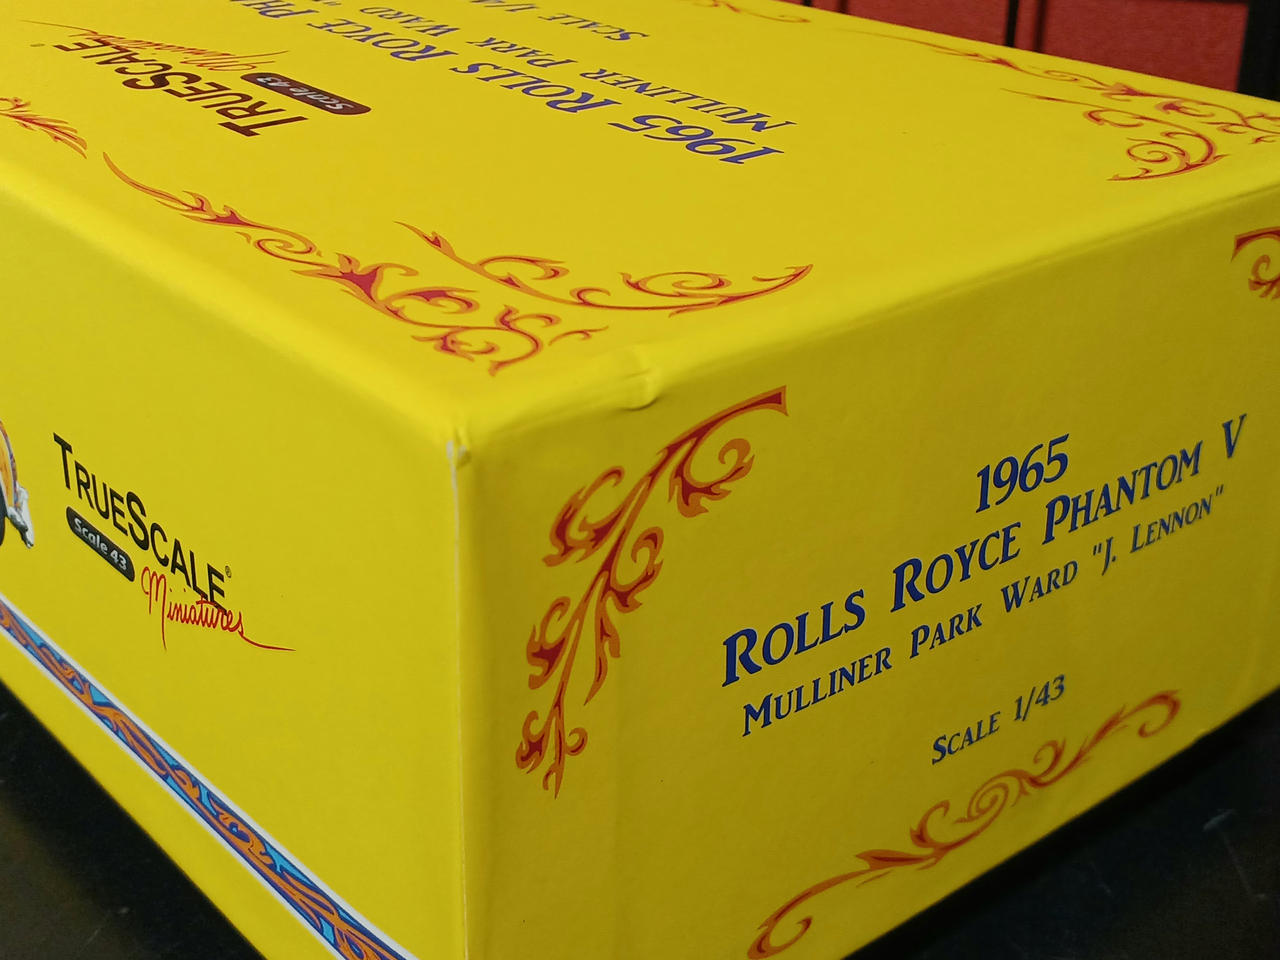 TRUESCALE
Scale 43
Miniatures
1965 ROLLS ROYCE
MULLINER PARK WARD
SCALE
TRUESCALE®
Scale 43
Miniatures
1965
ROLLS ROYCE PHANTOM V
MULLINER PARK WARD "J. LENNON"
SCALE 1/43